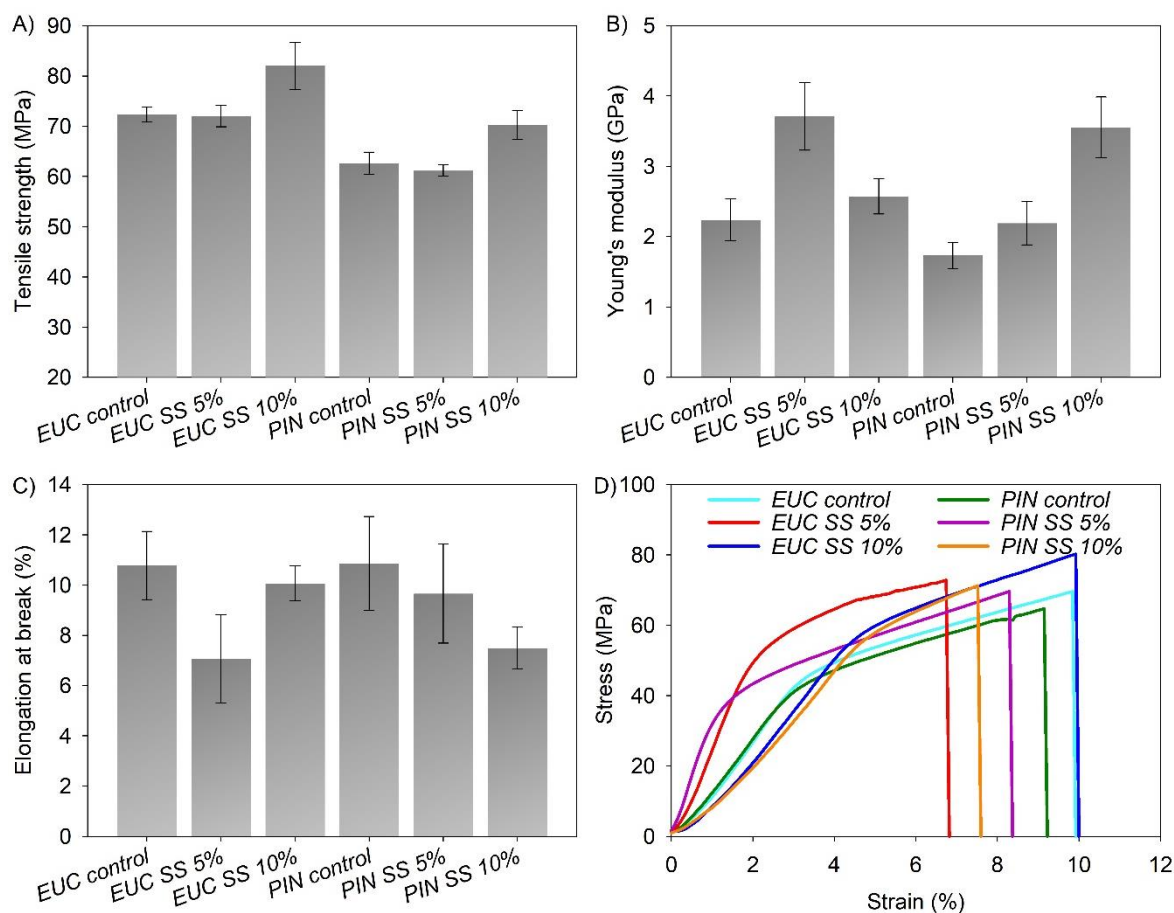 A)
Tensile strength (MPa)
90
80
70
60
50
40
30
20
EUC control
EUC SS 5%
EUC SS 10%
PIN control
PIN SS 5%
PIN SS 10%
B)
Young's modulus (GPa)
5
4
3
2
1
0
EUC control
EUC SS 5%
EUC SS 10%
PIN control
PIN SS 5%
PIN SS 10%
C)
Elongation at break (%)
14
12
10
8
6
4
2
0
EUC control
EUC SS 5%
EUC SS 10%
PIN control
PIN SS 5%
PIN SS 10%
D)
Stress (MPa)
100
80
60
40
20
0
EUC control
EUC SS 5%
EUC SS 10%
PIN control
PIN SS 5%
PIN SS 10%
0 2 4 6 8 10 12
Strain (%)